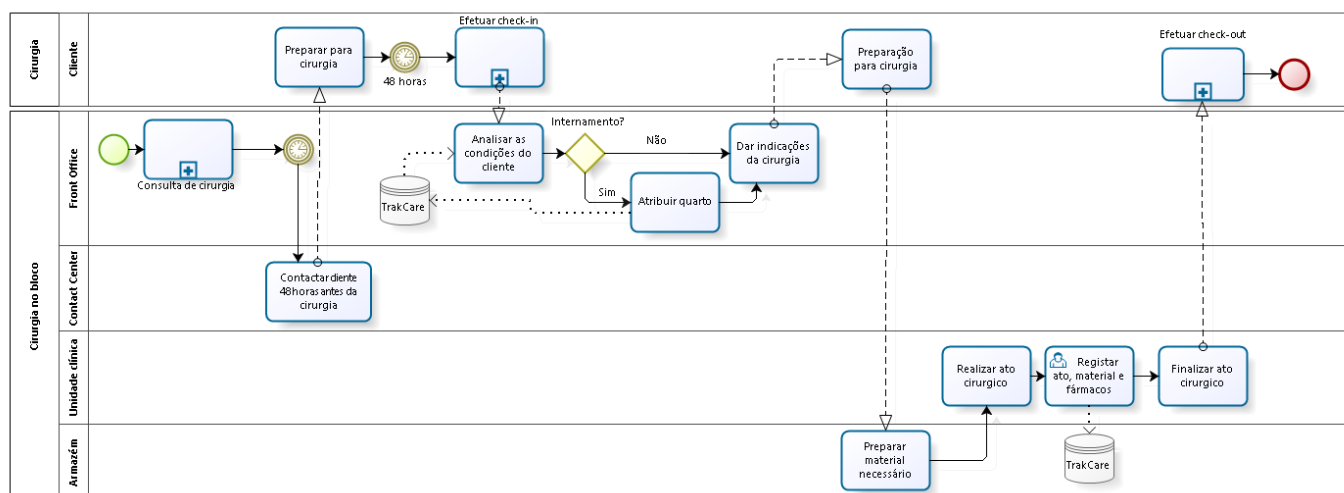 Cirurgia
Cliente
Preparar para
cirurgia
48 horas
Efetuar check-in
Preparação
para cirurgia
Efetuar check-out
Cirurgia no bloco
Front Office
Consulta de cirurgia
TrakCare
Analisar as
condições do
cliente
Internamento?
Não
Sim
Atribuir quarto
Dar indicações
da cirurgia
Contact Center
Contactar cliente
48horas antes da
cirurgia
Unidade clínica
Realizar ato
cirurgico
Registar
ato, material e
fármacos
Finalizar ato
cirurgico
Armazém
Preparar
material
necessário
TrakCare